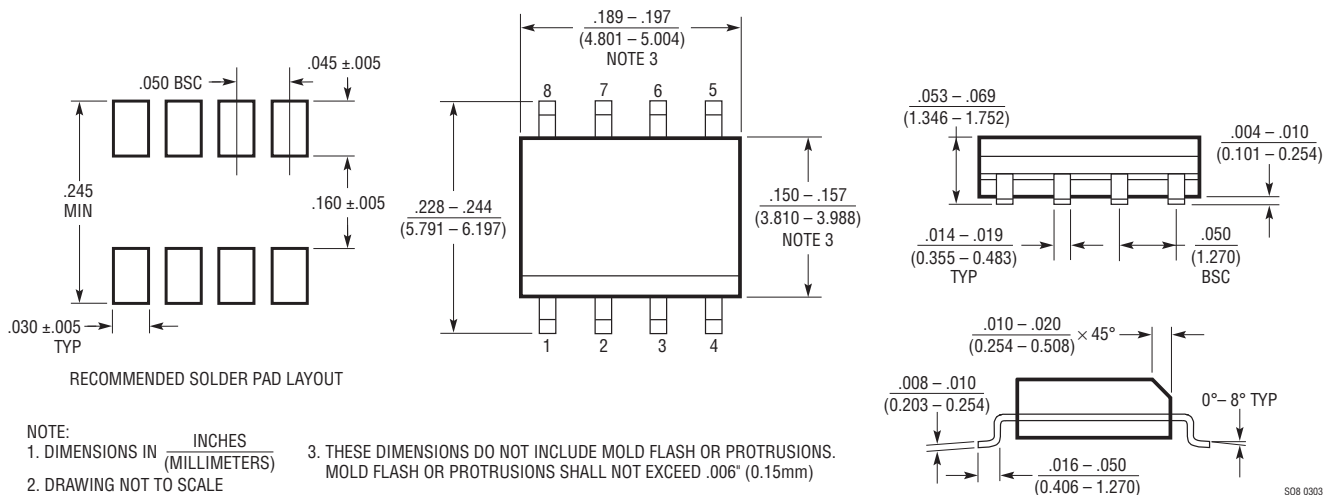 .050 BSC
.045 ±.005
.245
MIN
.160 ±.005
.030 ±.005
TYP
RECOMMENDED SOLDER PAD LAYOUT
.189 – .197
(4.801 – 5.004)
NOTE 3
8 7 6 5
.228 – .244
(5.791 – 6.197)
.150 – .157
(3.810 – 3.988)
NOTE 3
1 2 3 4
.053 – .069
(1.346 – 1.752)
.004 – .010
(0.101 – 0.254)
.014 – .019
(0.355 – 0.483)
TYP
.050
(1.270)
BSC
.010 – .020
(0.254 – 0.508)
× 45°
.008 – .010
(0.203 – 0.254)
0°– 8° TYP
.016 – .050
(0.406 – 1.270)
NOTE:
1. DIMENSIONS IN INCHES
(MILLIMETERS)
2. DRAWING NOT TO SCALE
3. THESE DIMENSIONS DO NOT INCLUDE MOLD FLASH OR PROTRUSIONS.
MOLD FLASH OR PROTRUSIONS SHALL NOT EXCEED .006" (0.15mm)
SO8 0303